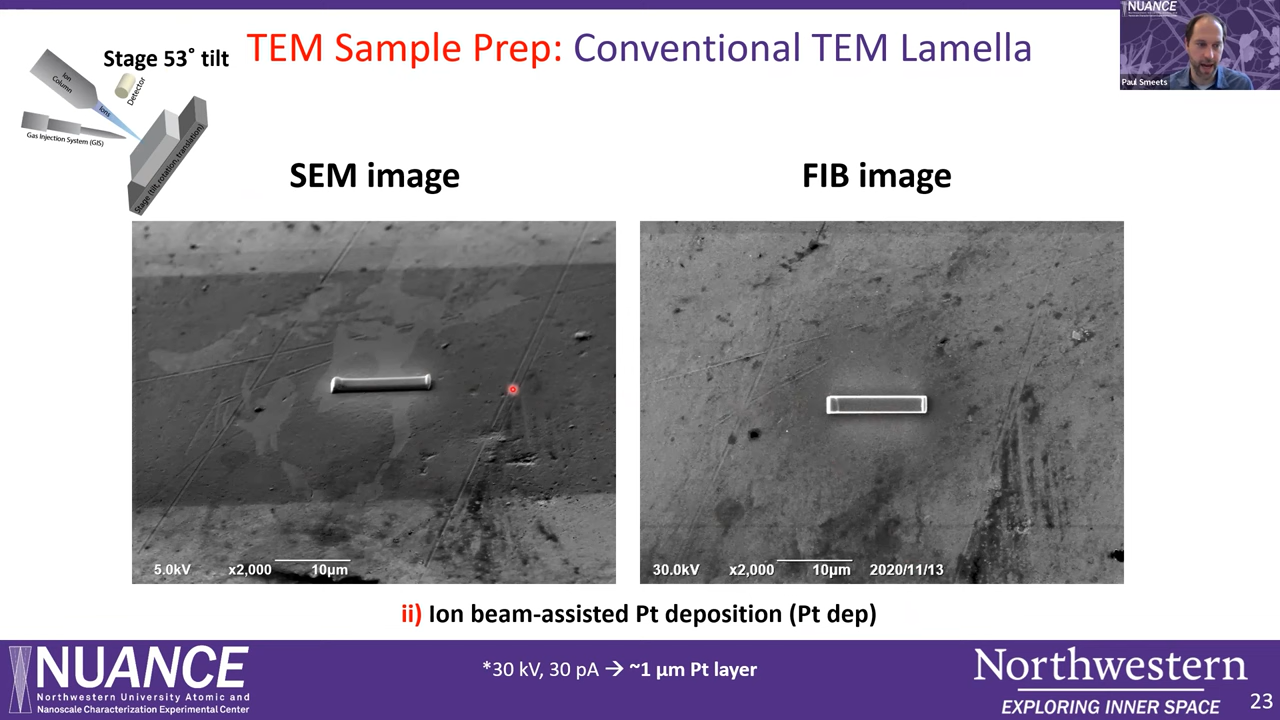 TEM Sample Prep: Conventional TEM Lamella
Stage 53° tilt
Ion
Column
Ions
Detector
Gas Injection System (GIS)
Stage (tilt, rotation, translation)
NUANCE
Paul Smeets
SEM image
FIB image
5.0kV x2,000 10μm
30.0kV x2,000 10μm 2020/11/13
ii) Ion beam-assisted Pt deposition (Pt dep)
NUANCE
Northwestern University Atomic and
Nanoscale Characterization Experimental Center
*30 kV, 30 pA → ~1 μm Pt layer
Northwestern
EXPLORING INNER SPACE
23